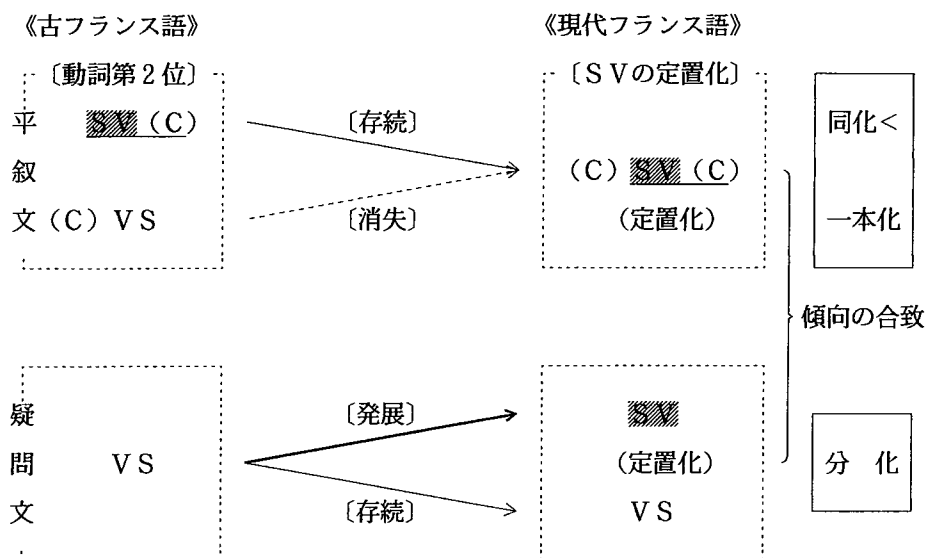 《古フランス語》 《現代フランス語》
〔動詞第2位〕 〔SVの定置化〕
平 SV(C) 〔存続〕 同化<
叙 (C)SV(C)
文(C)VS 〔消失〕 (定置化) 一本化
傾向の合致
疑 〔発展〕 SV
問 VS (定置化) 分 化
文 〔存続〕 VS